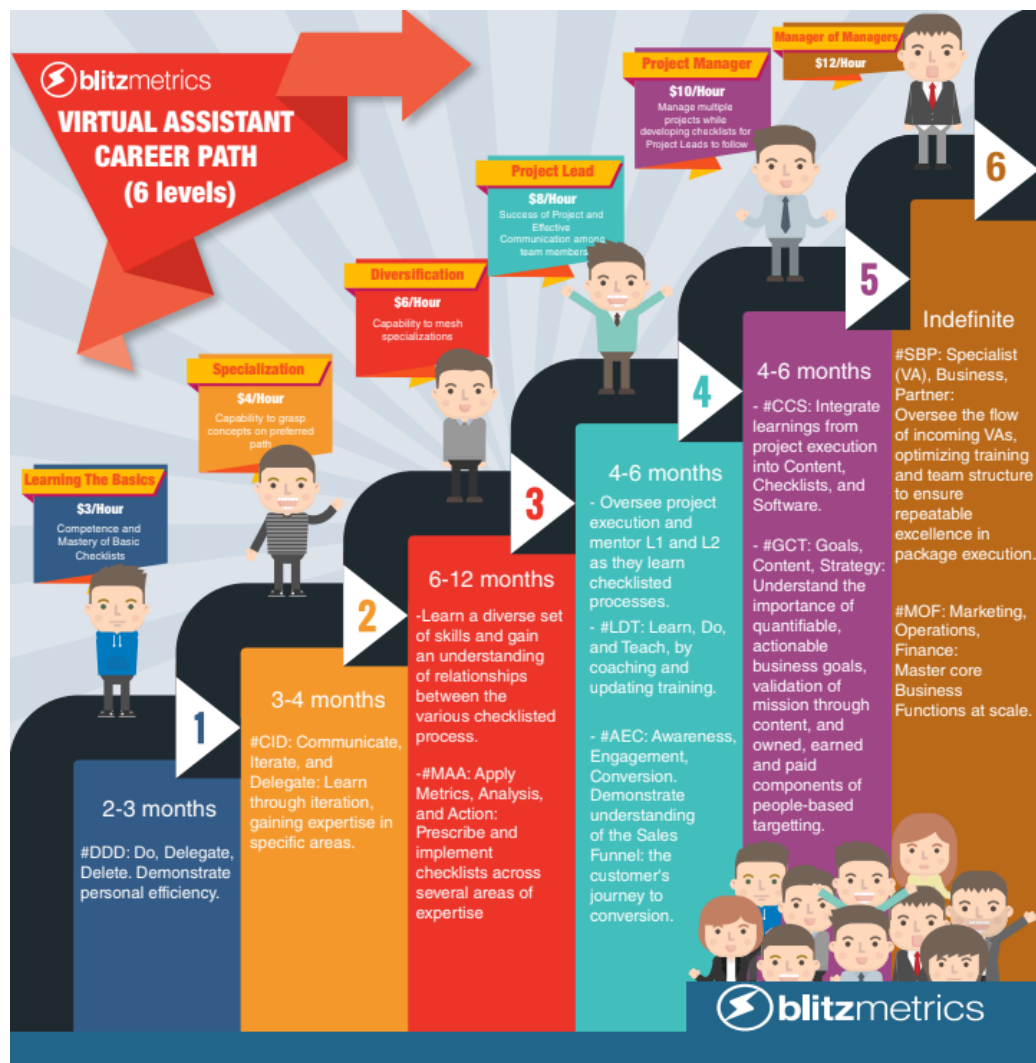 blitzmetrics
VIRTUAL ASSISTANT
CAREER PATH
(6 levels)
Learning The Basics
$3/Hour
Competence and
Mastery of Basic
Checklists
1
2-3 months
#DDD: Do, Delegate,
Delete. Demonstrate
personal efficiency.
Specialization
$4/Hour
Capability to grasp
concepts on preferred
path
2
3-4 months
#CID: Communicate,
Iterate, and
Delegate: Learn
through iteration,
gaining expertise in
specific areas.
Diversification
$6/Hour
Capability to mesh
specializations
3
6-12 months
-Learn a diverse set
of skills and gain
an understanding
of relationships
between the
various checklisted
process.
-#MAA: Apply
Metrics, Analysis,
and Action:
Prescribe and
implement
checklists across
several areas of
expertise
Project Lead
$8/Hour
Success of Project and
Effective
Communication among
team members
4
4-6 months
- Oversee project
execution and
mentor L1 and L2
as they learn
checklisted
processes.
- #LDT: Learn, Do,
and Teach, by
coaching and
updating training.
- #AEC: Awareness,
Engagement,
Conversion.
Demonstrate
understanding
of the Sales
Funnel: the
customer's
journey to
conversion.
Project Manager
$10/Hour
Manage multiple
projects while
developing checklists for
Project Leads to follow
5
4-6 months
- #CCS: Integrate
learnings from
project execution
into Content,
Checklists, and
Software.
- #GCT: Goals,
Content, Strategy:
Understand the
importance of
quantifiable,
actionable
business goals,
validation of
mission through
content, and
owned, earned
and paid
components of
people-based
targetting.
Manager of Managers
$12/Hour
6
Indefinite
#SBP: Specialist
(VA), Business,
Partner:
Oversee the flow
of incoming VAs,
optimizing training
and team structure
to ensure
repeatable
excellence in
package execution.
#MOF: Marketing,
Operations,
Finance:
Master core
Business
Functions at scale.
blitzmetrics